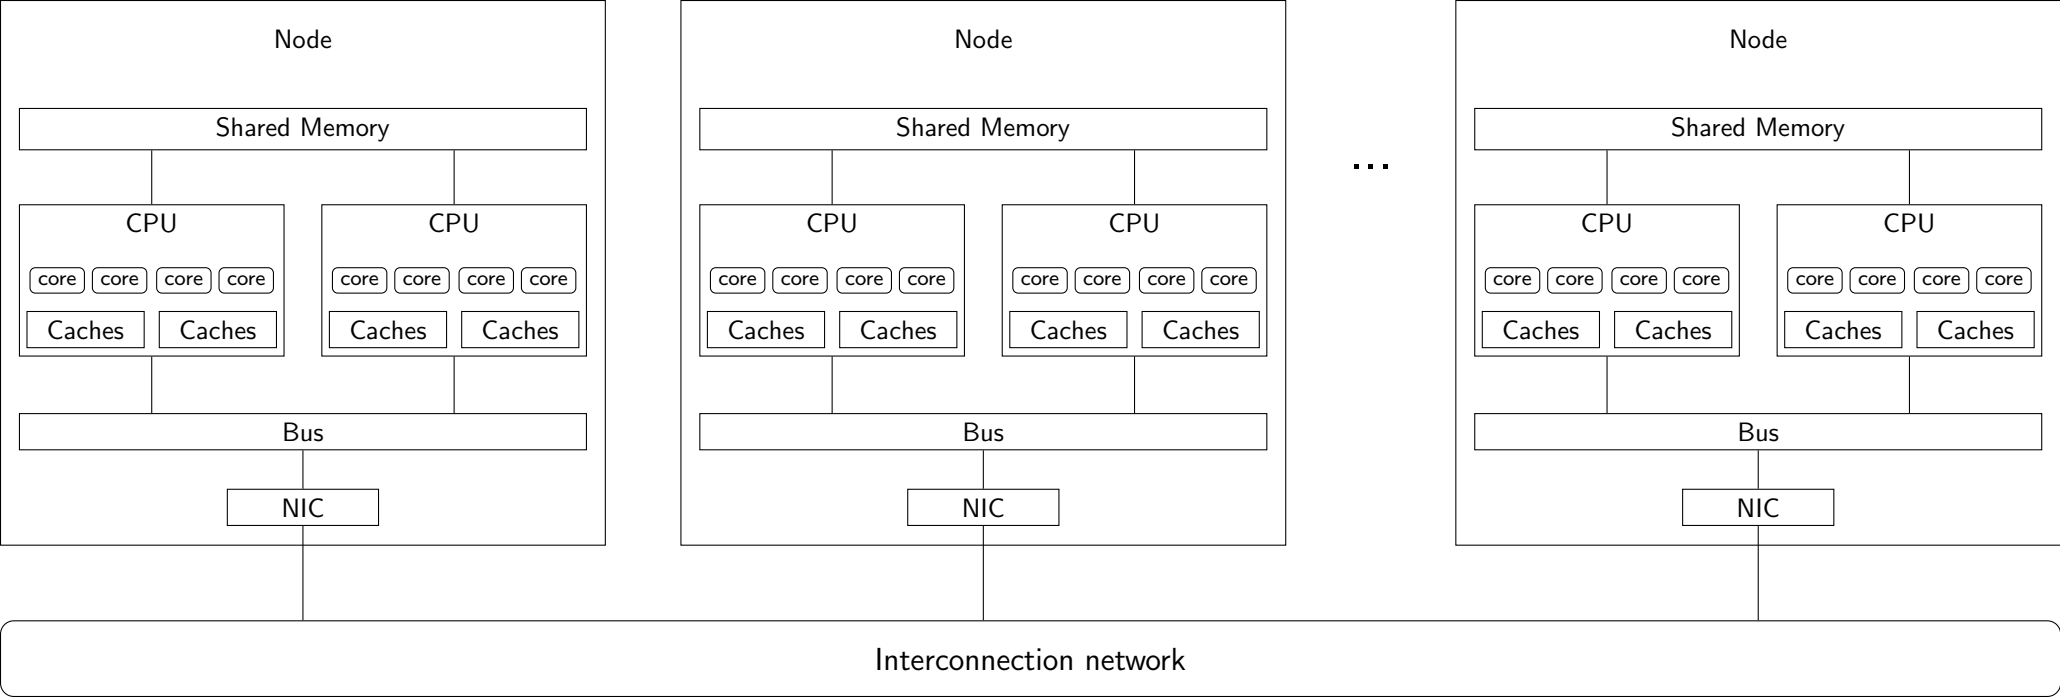 Node Node Node
Shared Memory Shared Memory ... Shared Memory
CPU CPU CPU CPU CPU CPU
core core core core core core core core core core core core core core core core core core core core core core core core
Caches Caches Caches Caches Caches Caches Caches Caches Caches Caches Caches Caches
Bus Bus Bus
NIC NIC NIC
Interconnection network